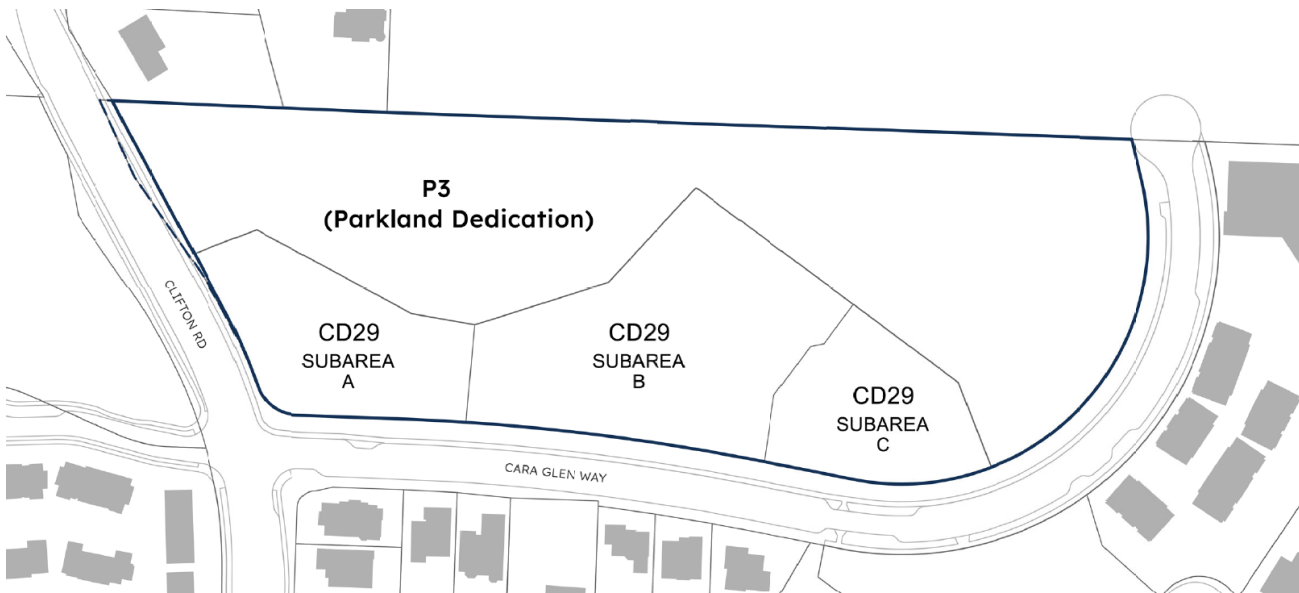 P3
(Parkland Dedication)
CLIFTON RD
CD29
SUBAREA
A
CD29
SUBAREA
B
CD29
SUBAREA
C
CARA GLEN WAY